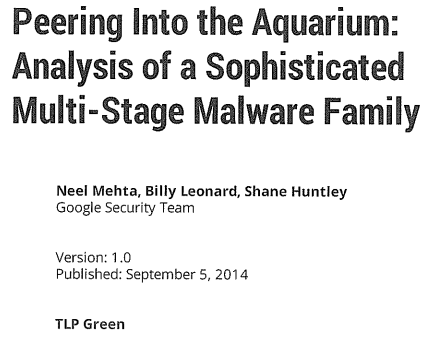 Peering Into the Aquarium:
Analysis of a Sophisticated
Multi-Stage Malware Family
Neel Mehta, Billy Leonard, Shane Huntley
Google Security Team
Version: 1.0
Published: September 5, 2014
TLP Green